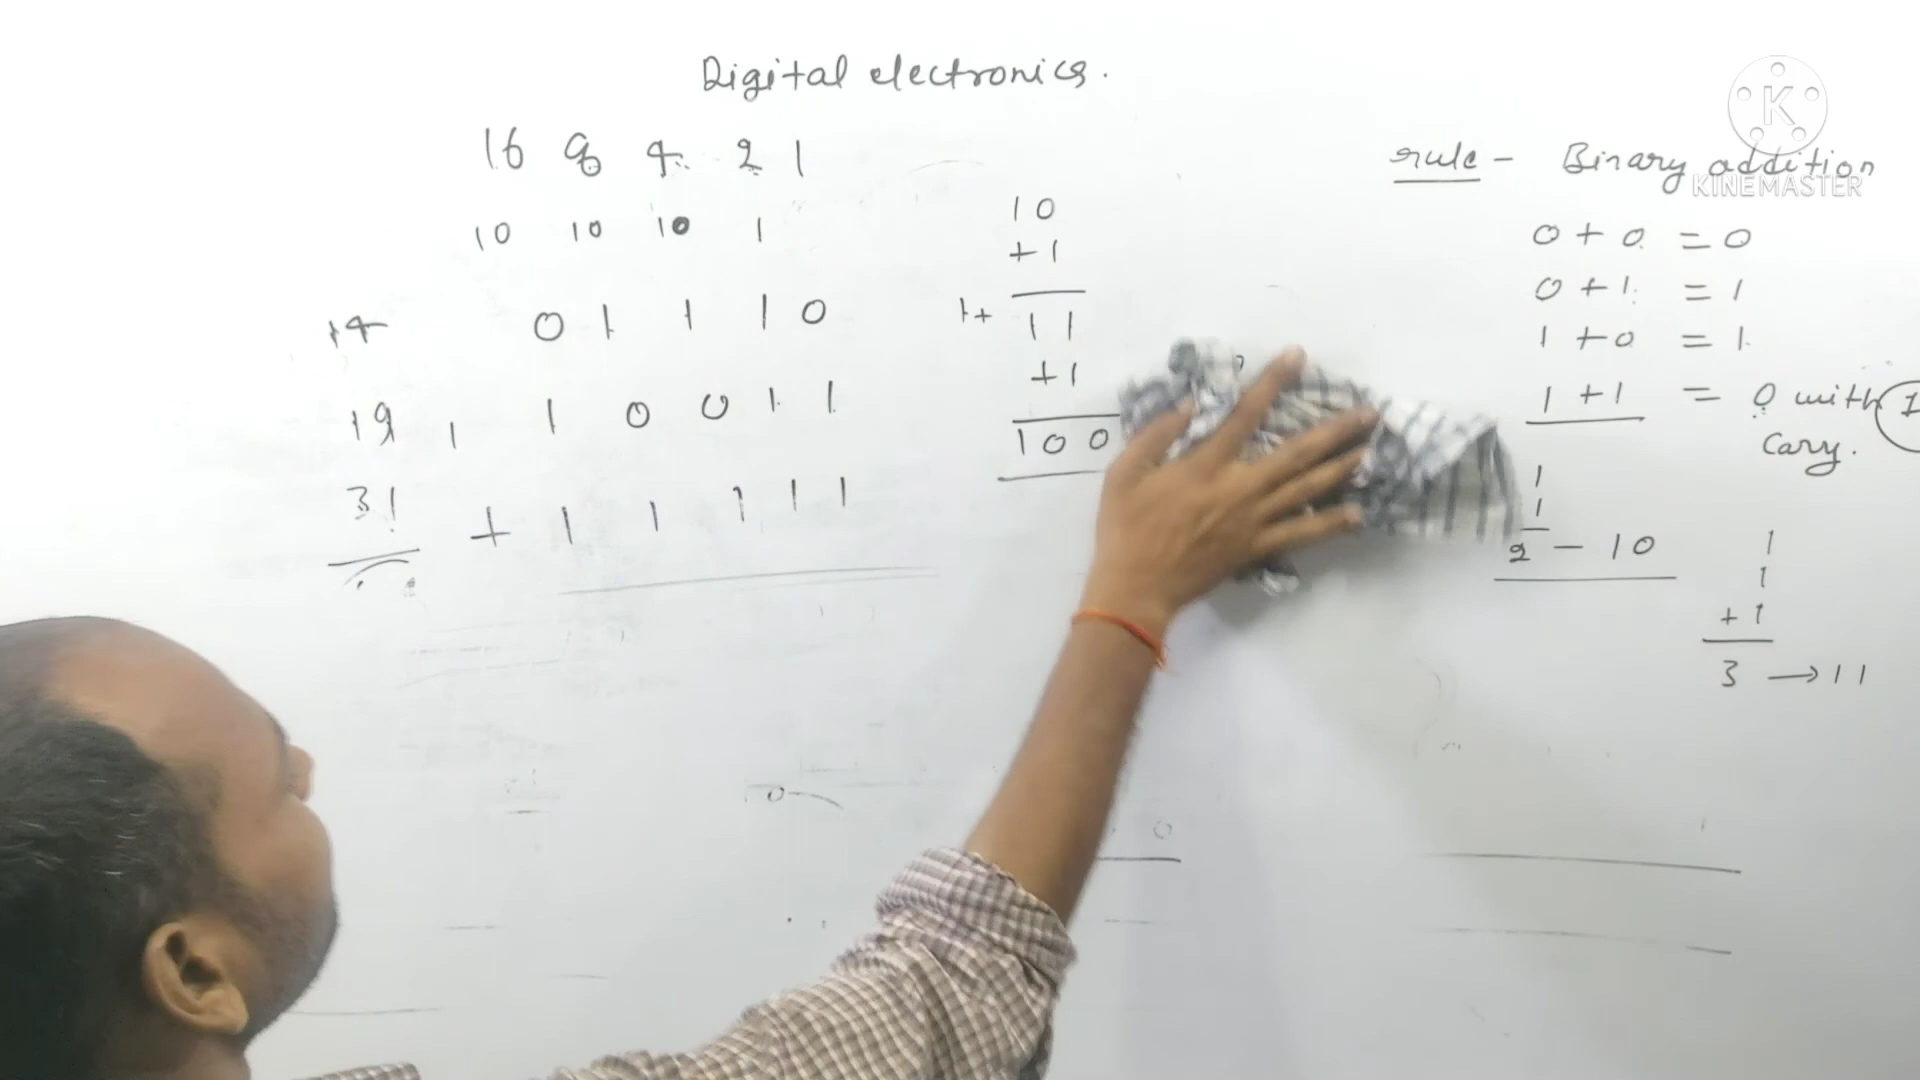 Digital electronics.
16 8 4 2 1
10 10 10 1
14 0 1 1 1 0
19 1 1 0 0 1 1
31 + 1 1 1 1 1
10
+1
1+ 11
+1
100
rule - Binary addition
0 + 0 = 0
0 + 1 = 1
1 + 0 = 1
1 + 1 = 0 with 1
Cary.
1
1
2 - 10
1
1
+1
3 → 11
K
KINEMASTER